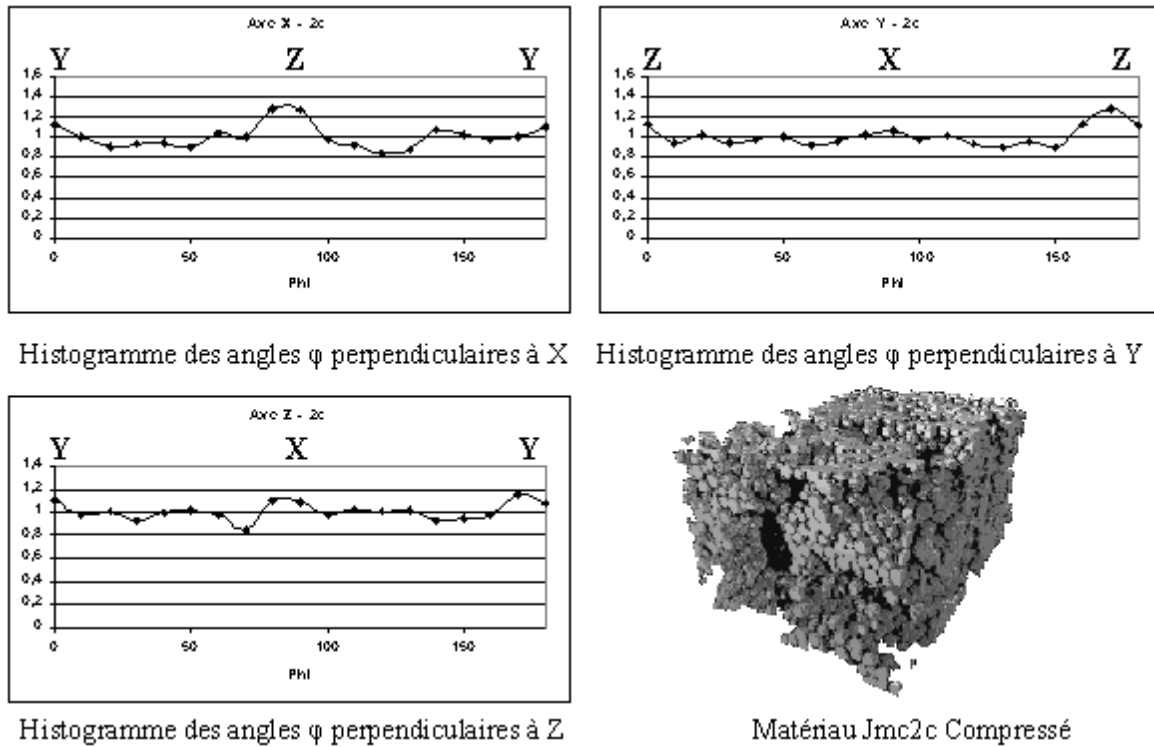 Axe X - 2c
Y Z Y
1,6
1,4
1,2
1
0,8
0,6
0,4
0,2
0
0 50 100 150
Phi
Histogramme des angles φ perpendiculaires à X
Axe Y - 2c
Z X Z
1,6
1,4
1,2
1
0,8
0,6
0,4
0,2
0
0 50 100 150
Phi
Histogramme des angles φ perpendiculaires à Y
Axe Z - 2c
Y X Y
1,4
1,2
1
0,8
0,6
0,4
0,2
0
0 50 100 150
Phi
Histogramme des angles φ perpendiculaires à Z
Matériau Jmc2c Compressé